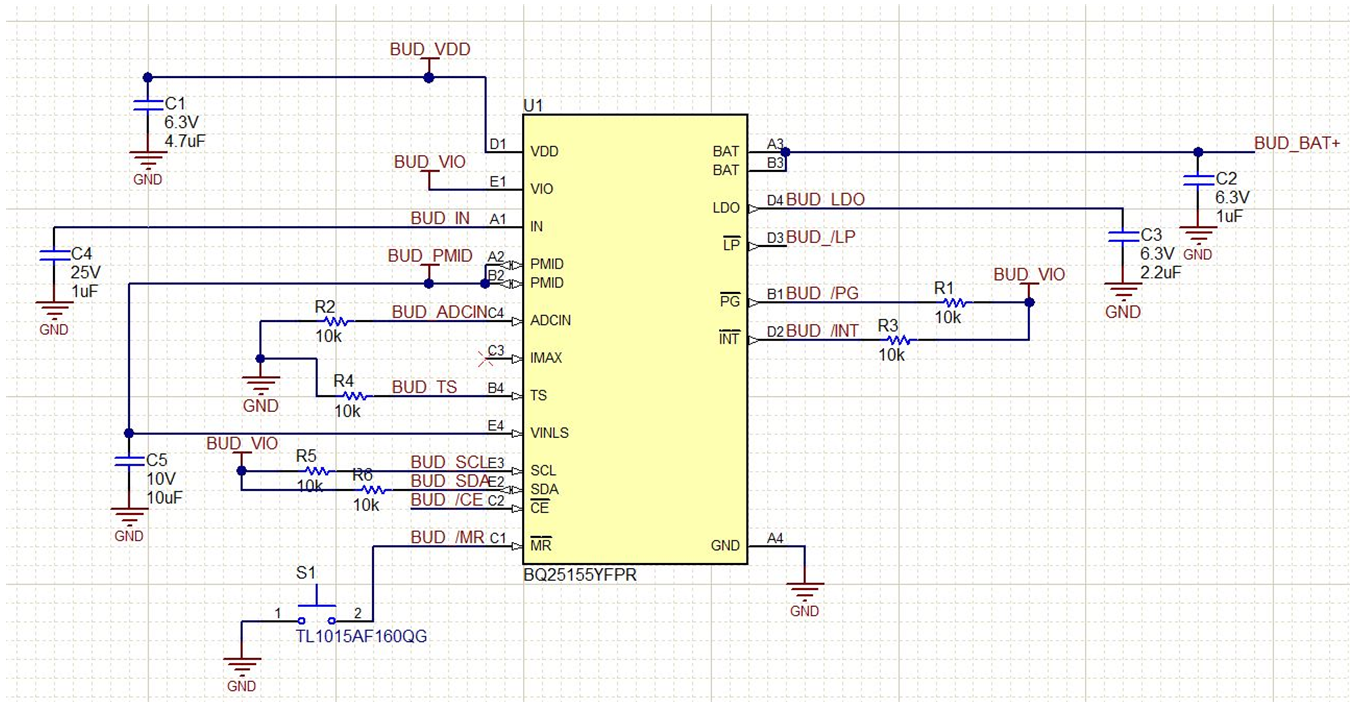 BUD_VDD
C1
6.3V
4.7uF
GND
U1
D1 VDD
BUD_VIO
E1 VIO
BUD_IN A1 IN
C4
25V
1uF
GND
BUD_PMID
A2 PMID
B2 PMID
R2
10k
BUD_ADCIN C4 ADCIN
C3 IMAX
GND
R4
10k
BUD_TS B4 TS
E4 VINLS
C5
10V
10uF
GND
BUD_VIO
R5
10k
BUD_SCL E3 SCL
R6
10k
BUD_SDA E2 SDA
BUD_/CE C2 CE
BUD_/MR C1 MR
S1
1 2
TL1015AF160QG
GND
BAT A3
BAT B3
BUD_BAT+
C2
6.3V
1uF
GND
LDO D4 BUD_LDO
C3
6.3V
2.2uF
GND
LP D3 BUD_/LP
BUD_VIO
PG B1 BUD_/PG
R1
10k
INT D2 BUD_/INT
R3
10k
GND A4
GND
BQ25155YFPR